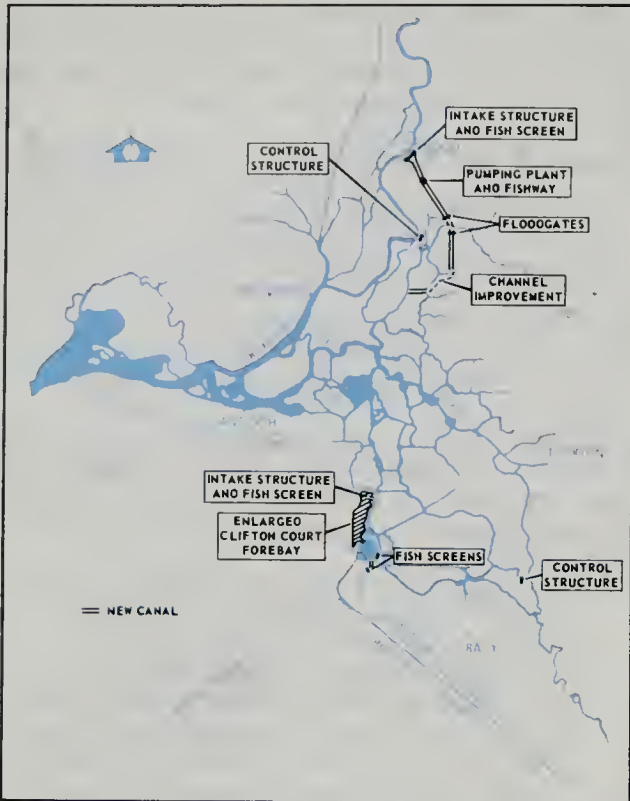 INTAKE STRUCTURE
AND FISH SCREEN
CONTROL
STRUCTURE
PUMPING PLANT
AND FISHWAY
FLOODGATES
CHANNEL
IMPROVEMENT
INTAKE STRUCTURE
AND FISH SCREEN
ENLARGED
CLIFTON COURT
FOREBAY
FISH SCREENS
CONTROL
STRUCTURE
NEW CANAL